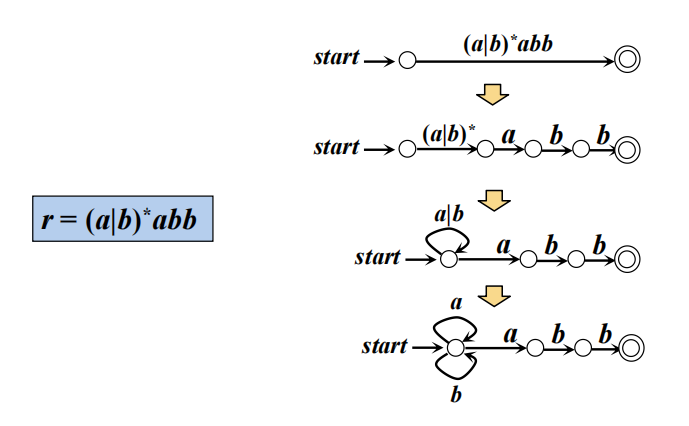 r = (a|b)*abb
start (a|b)*abb
start (a|b)* a b b
a|b
start a b b
a
start a b b
b